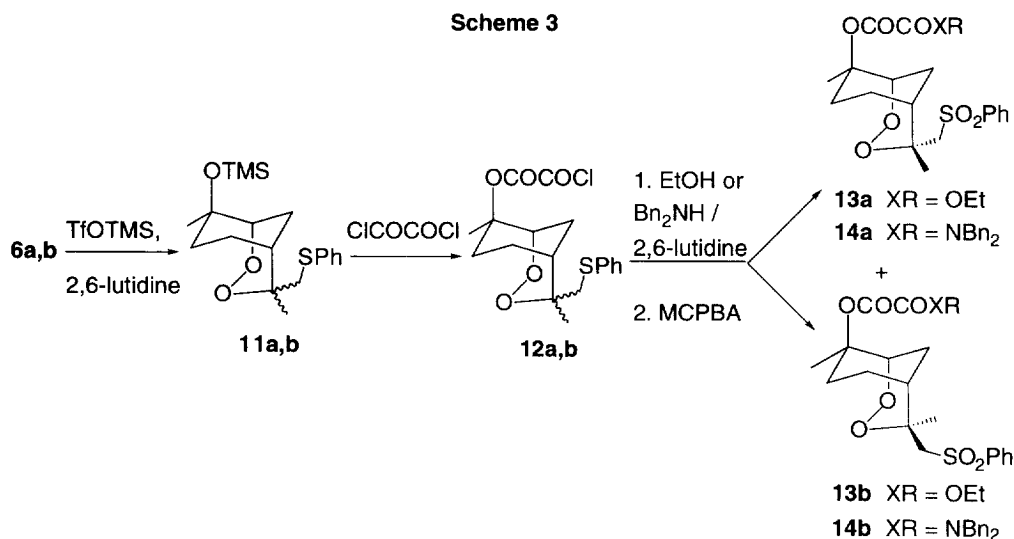 Scheme 3
6a,b
TfOTMS,
2,6-lutidine
OTMS
O
O
SPh
11a,b
ClCOCOCl
OCOCOCl
O
O
SPh
12a,b
1. EtOH or
Bn₂NH /
2,6-lutidine
2. MCPBA
OCOCOXR
O
O
SO₂Ph
13a XR = OEt
14a XR = NBn₂
+
OCOCOXR
O
O
SO₂Ph
13b XR = OEt
14b XR = NBn₂